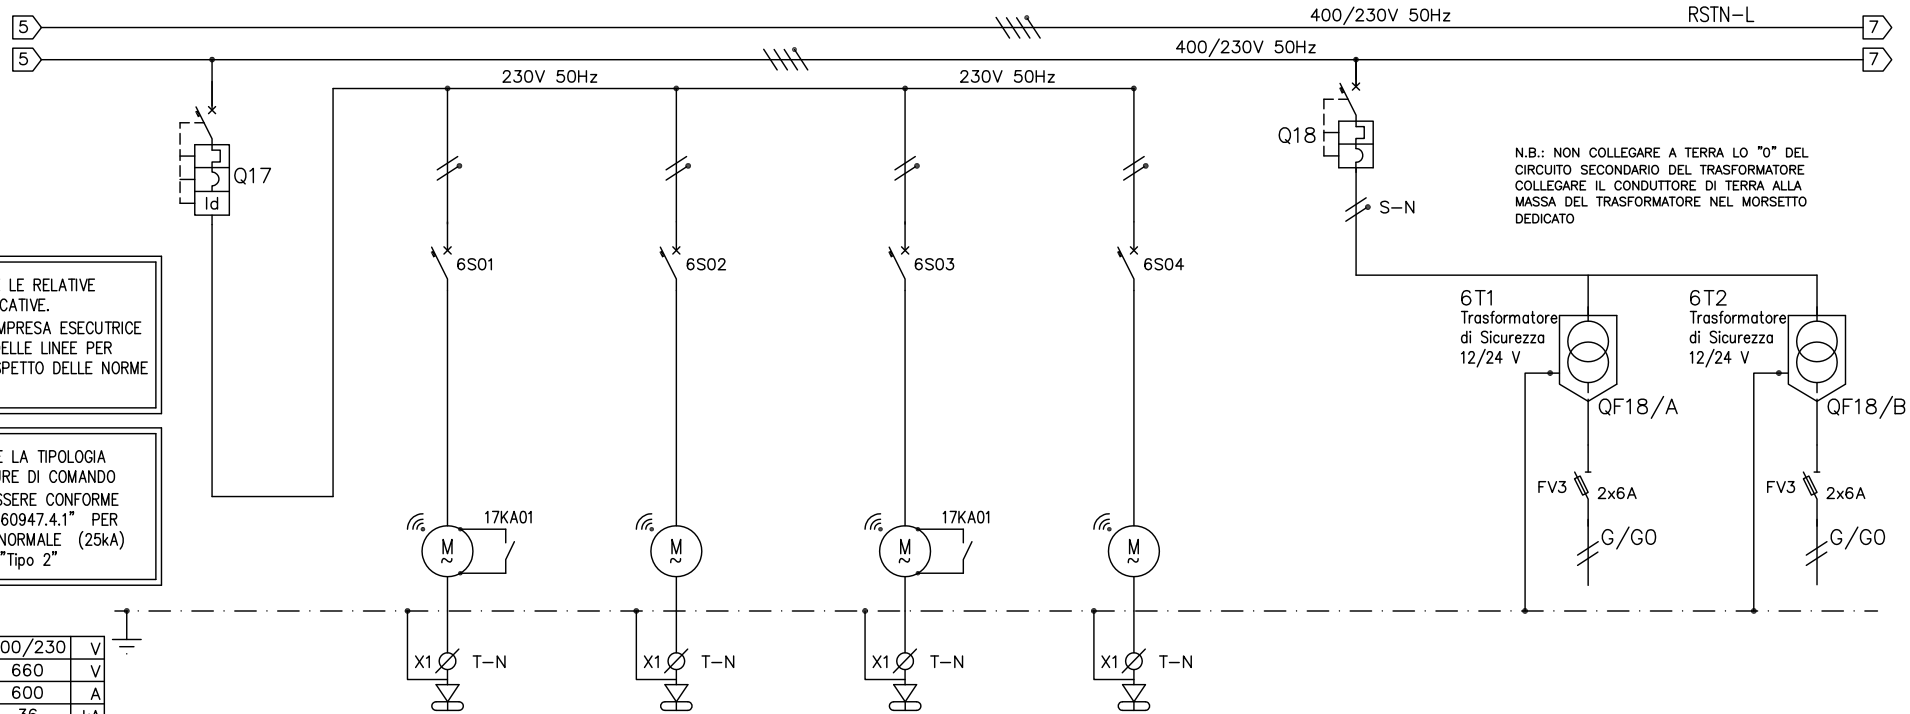 5
400/230V 50Hz
RSTN-L
7
5
400/230V 50Hz
7
230V 50Hz
230V 50Hz
Q17
Id
Q18
S-N
N.B.: NON COLLEGARE A TERRA LO "0" DEL
CIRCUITO SECONDARIO DEL TRASFORMATORE
COLLEGARE IL CONDUTTORE DI TERRA ALLA
MASSA DEL TRASFORMATORE NEL MORSETTO
DEDICATO
6S01
6S02
6S03
6S04
LE RELATIVE
CATIVE.
MPRESA ESECUTRICE
DELLE LINEE PER
SPETTO DELLE NORME
E LA TIPOLOGIA
URE DI COMANDO
SSERE CONFORME
60947.4.1" PER
NORMALE (25kA)
"Tipo 2"
6T1
Trasformatore
di Sicurezza
12/24 V
QF18/A
6T2
Trasformatore
di Sicurezza
12/24 V
QF18/B
FV3
2x6A
G/G0
FV3
2x6A
G/G0
M
~
17KA01
M
~
M
~
17KA01
M
~
X1
T-N
X1
T-N
X1
T-N
X1
T-N
00/230 V
660 V
600 A
36 kA